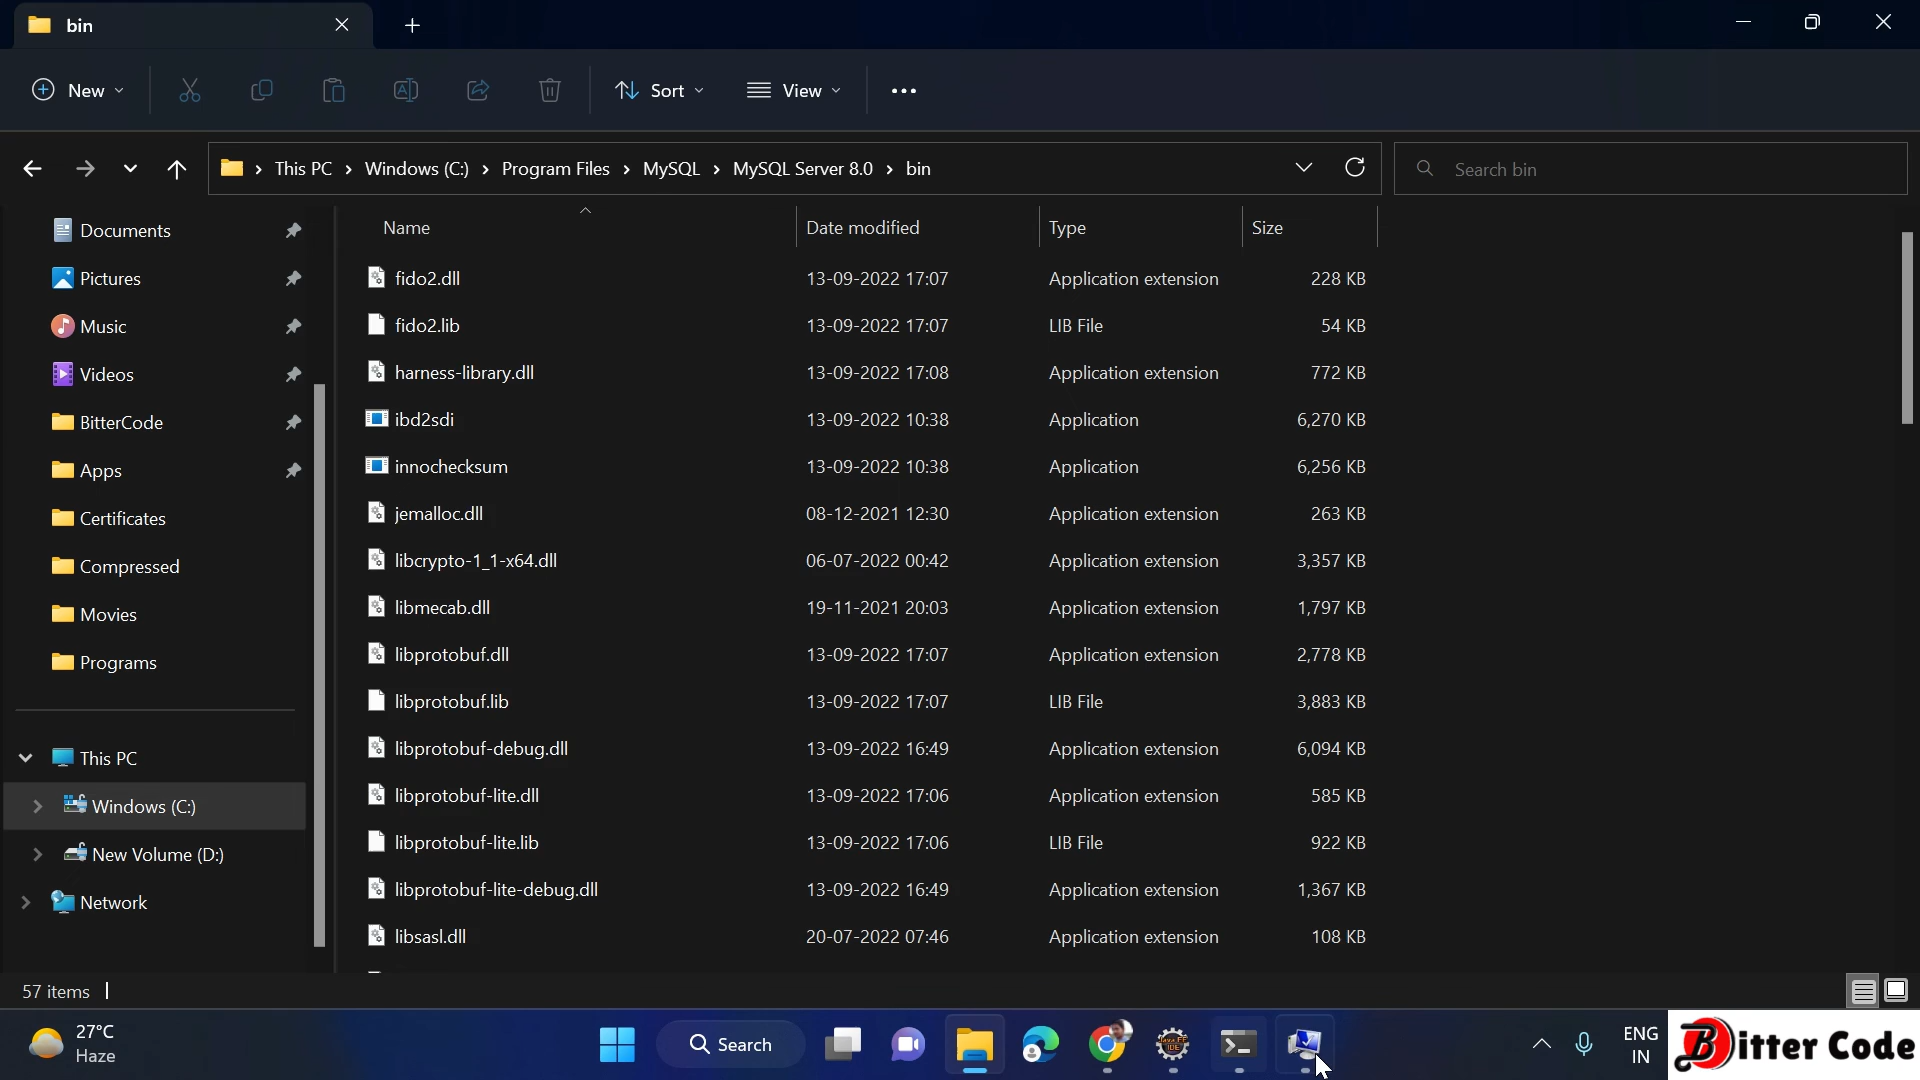 bin
New
Sort
View
This PC > Windows (C:) > Program Files > MySQL > MySQL Server 8.0 > bin
Search bin
Documents
Pictures
Music
Videos
BitterCode
Apps
Certificates
Compressed
Movies
Programs
This PC
Windows (C:)
New Volume (D:)
Network
Name Date modified Type Size
fido2.dll 13-09-2022 17:07 Application extension 228 KB
fido2.lib 13-09-2022 17:07 LIB File 54 KB
harness-library.dll 13-09-2022 17:08 Application extension 772 KB
ibd2sdi 13-09-2022 10:38 Application 6,270 KB
innochecksum 13-09-2022 10:38 Application 6,256 KB
jemalloc.dll 08-12-2021 12:30 Application extension 263 KB
libcrypto-1_1-x64.dll 06-07-2022 00:42 Application extension 3,357 KB
libmecab.dll 19-11-2021 20:03 Application extension 1,797 KB
libprotobuf.dll 13-09-2022 17:07 Application extension 2,778 KB
libprotobuf.lib 13-09-2022 17:07 LIB File 3,883 KB
libprotobuf-debug.dll 13-09-2022 16:49 Application extension 6,094 KB
libprotobuf-lite.dll 13-09-2022 17:06 Application extension 585 KB
libprotobuf-lite.lib 13-09-2022 17:06 LIB File 922 KB
libprotobuf-lite-debug.dll 13-09-2022 16:49 Application extension 1,367 KB
libsasl.dll 20-07-2022 07:46 Application extension 108 KB
57 items
27°C
Haze
Search
ENG
IN
Bitter Code